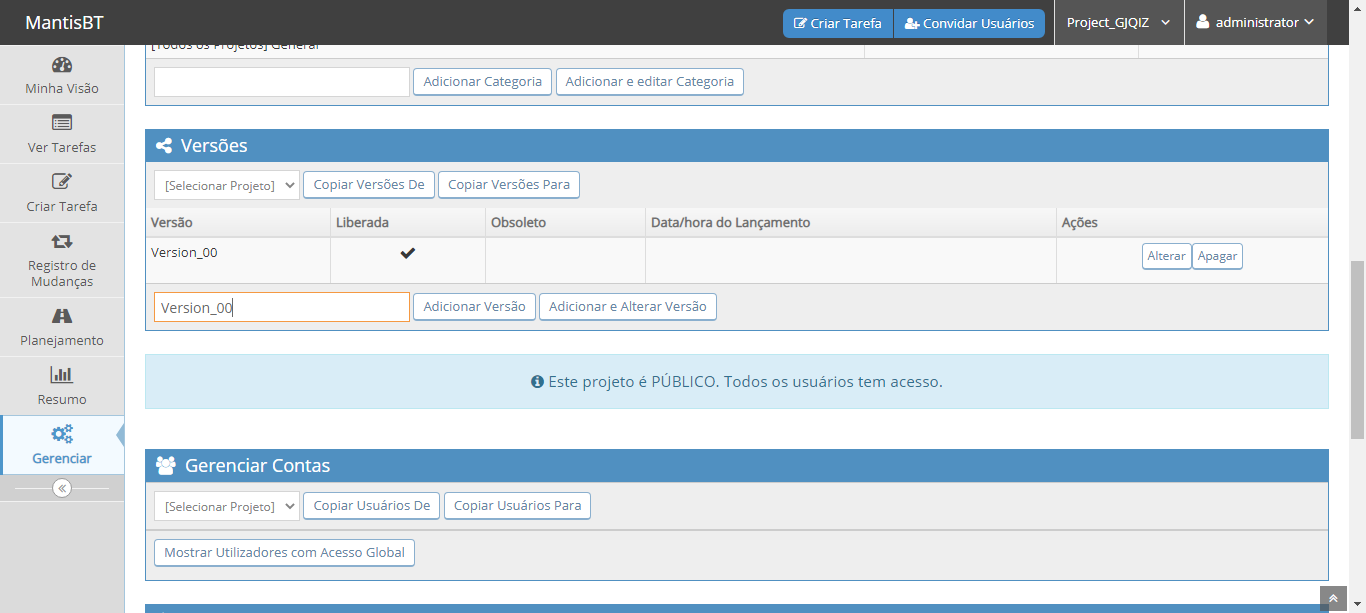 MantisBT
Criar Tarefa
Convidar Usuários
Project_GJQIZ
administrator
Minha Visão
Ver Tarefas
Criar Tarefa
Registro de
Mudanças
Planejamento
Resumo
Gerenciar
[Todos os Projetos] General
Adicionar Categoria
Adicionar e editar Categoria
Versões
[Selecionar Projeto]
Copiar Versões De
Copiar Versões Para
Versão
Liberada
Obsoleto
Data/hora do Lançamento
Ações
Version_00
Alterar
Apagar
Version_00
Adicionar Versão
Adicionar e Alterar Versão
Este projeto é PÚBLICO. Todos os usuários tem acesso.
Gerenciar Contas
[Selecionar Projeto]
Copiar Usuários De
Copiar Usuários Para
Mostrar Utilizadores com Acesso Global